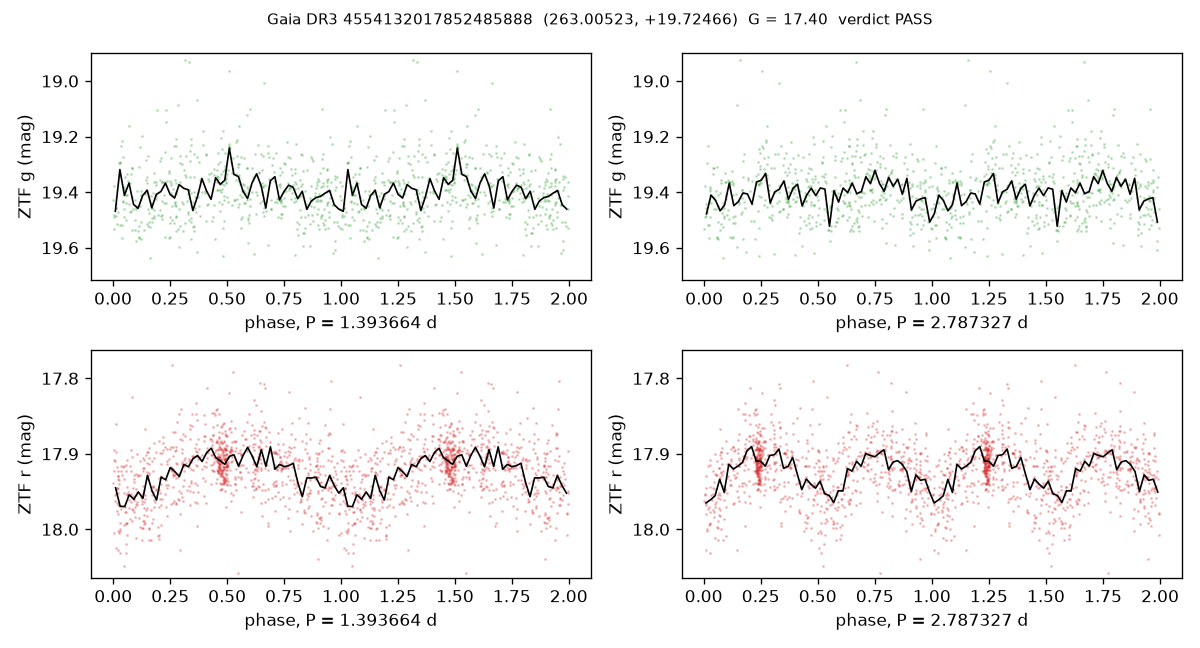 Gaia DR3 4554132017852485888 (263.00523, +19.72466) G = 17.40 verdict PASS
ZTF g (mag)
19.0
19.2
19.4
19.6
0.00 0.25 0.50 0.75 1.00 1.25 1.50 1.75 2.00
phase, P = 1.393664 d
ZTF g (mag)
19.0
19.2
19.4
19.6
0.00 0.25 0.50 0.75 1.00 1.25 1.50 1.75 2.00
phase, P = 2.787327 d
ZTF r (mag)
17.8
17.9
18.0
0.00 0.25 0.50 0.75 1.00 1.25 1.50 1.75 2.00
phase, P = 1.393664 d
ZTF r (mag)
17.8
17.9
18.0
0.00 0.25 0.50 0.75 1.00 1.25 1.50 1.75 2.00
phase, P = 2.787327 d